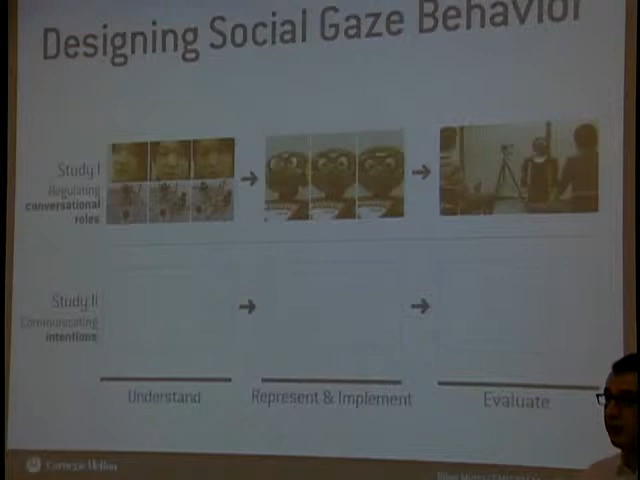 Designing Social Gaze Behavior
Study I
Regulating
conversational
roles
Study II
Communicating
intentions
Understand
Represent & Implement
Evaluate
Carnegie Mellon